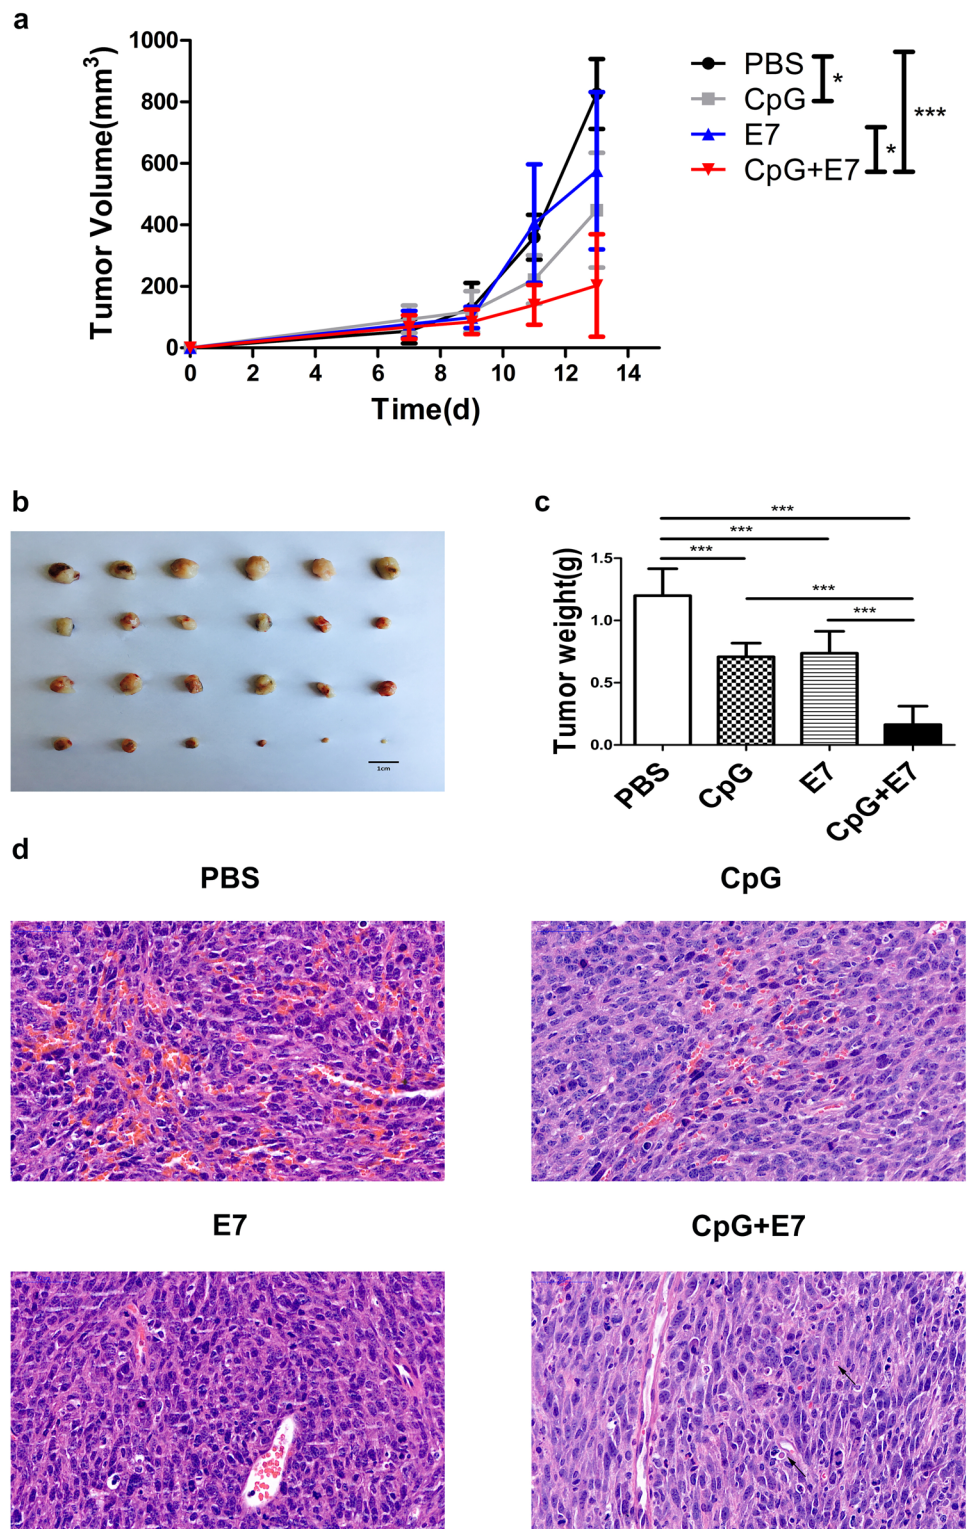 a
Tumor Volume(mm³)
1000
800
600
400
200
0
0 2 4 6 8 10 12 14
Time(d)
PBS
CpG
E7
CpG+E7
*
*
***
b
1cm
c
***
***
***
***
***
Tumor weight(g)
1.5
1.0
0.5
0.0
PBS
CpG
E7
CpG+E7
d
PBS
CpG
E7
CpG+E7